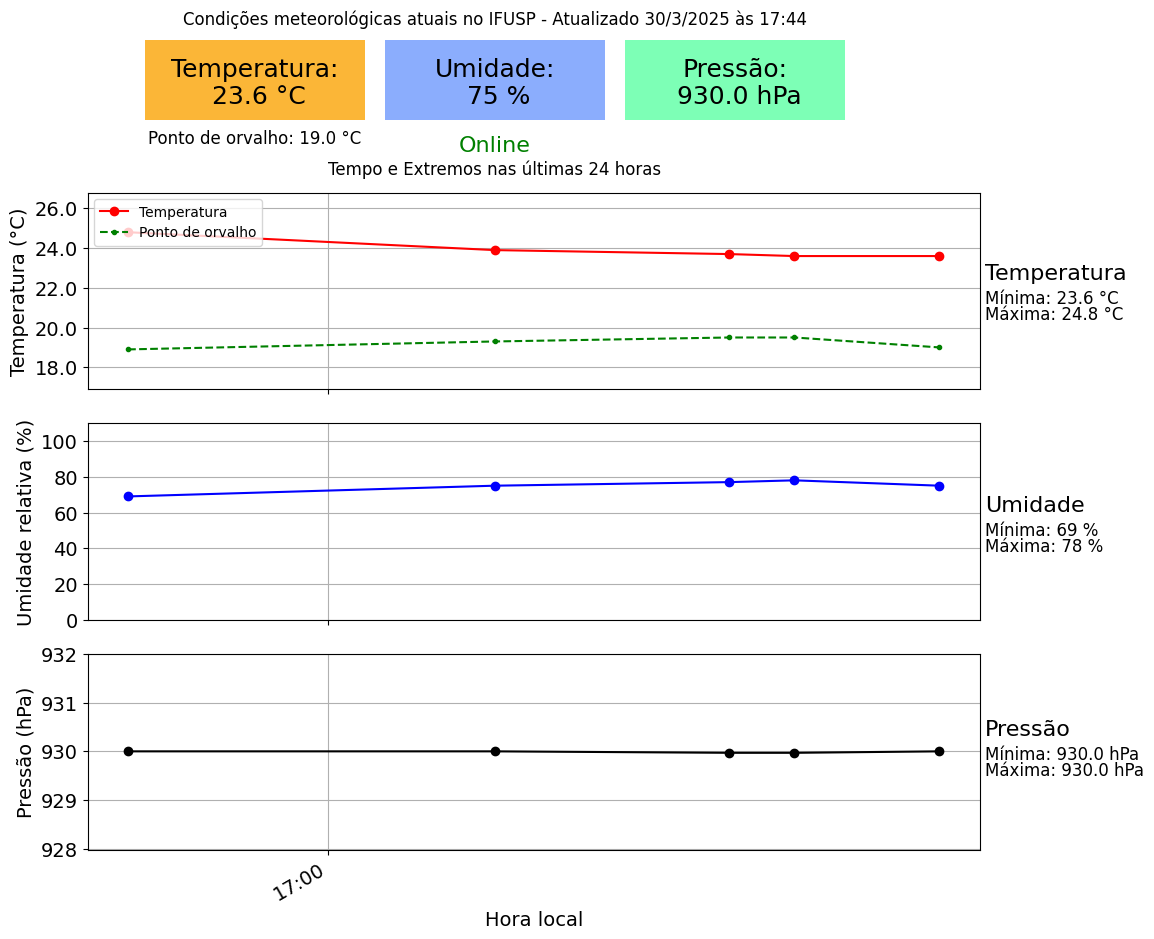 Condições meteorológicas atuais no IFUSP - Atualizado 30/3/2025 às 17:44
Temperatura:
23.6 °C
Umidade:
75 %
Pressão:
930.0 hPa
Ponto de orvalho: 19.0 °C
Online
Tempo e Extremos nas últimas 24 horas
Temperatura (°C)
26.0
24.0
22.0
20.0
18.0
Temperatura
Ponto de orvalho
Temperatura
Mínima: 23.6 °C
Máxima: 24.8 °C
Umidade relativa (%)
100
80
60
40
20
0
Umidade
Mínima: 69 %
Máxima: 78 %
Pressão (hPa)
932
931
930
929
928
Pressão
Mínima: 930.0 hPa
Máxima: 930.0 hPa
17:00
Hora local